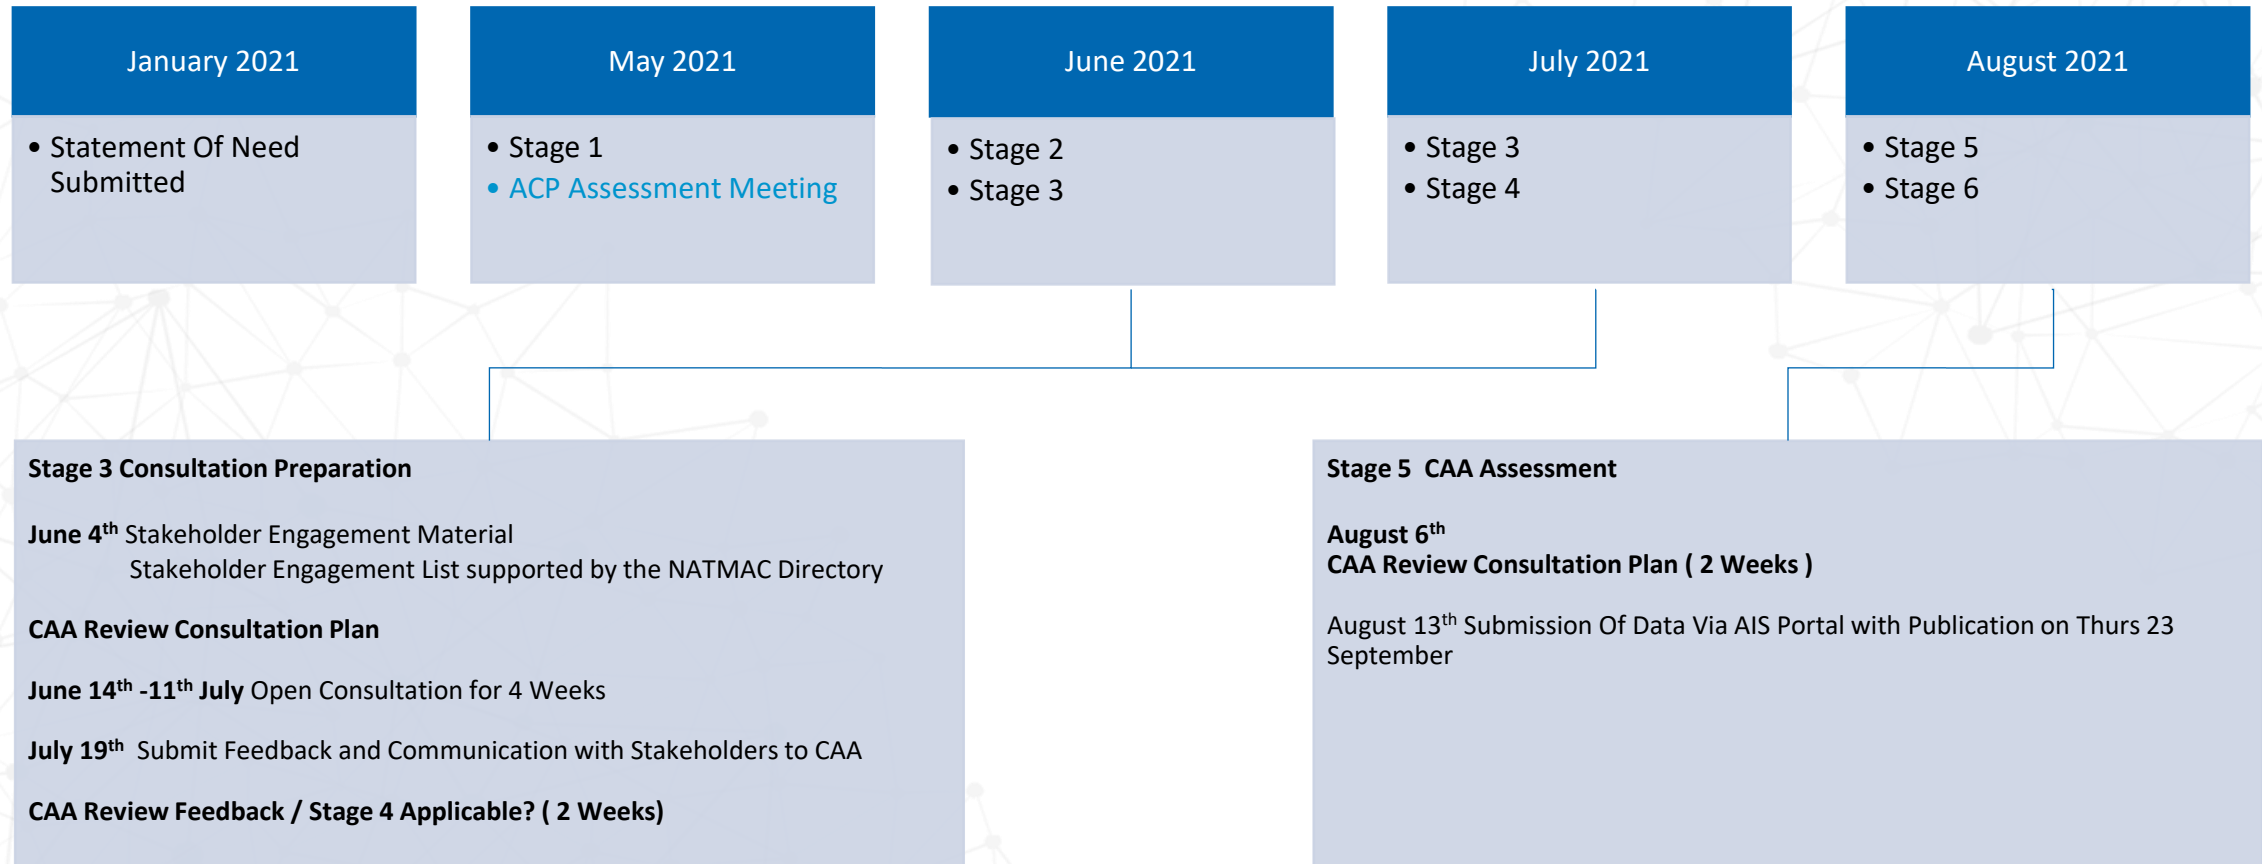 January 2021
• Statement Of Need
Submitted
May 2021
• Stage 1
• ACP Assessment Meeting
June 2021
• Stage 2
• Stage 3
July 2021
• Stage 3
• Stage 4
August 2021
• Stage 5
• Stage 6
Stage 3 Consultation Preparation
June 4th Stakeholder Engagement Material
Stakeholder Engagement List supported by the NATMAC Directory
CAA Review Consultation Plan
June 14th -11th July Open Consultation for 4 Weeks
July 19th Submit Feedback and Communication with Stakeholders to CAA
CAA Review Feedback / Stage 4 Applicable? ( 2 Weeks)
Stage 5 CAA Assessment
August 6th
CAA Review Consultation Plan ( 2 Weeks )
August 13th Submission Of Data Via AIS Portal with Publication on Thurs 23
September